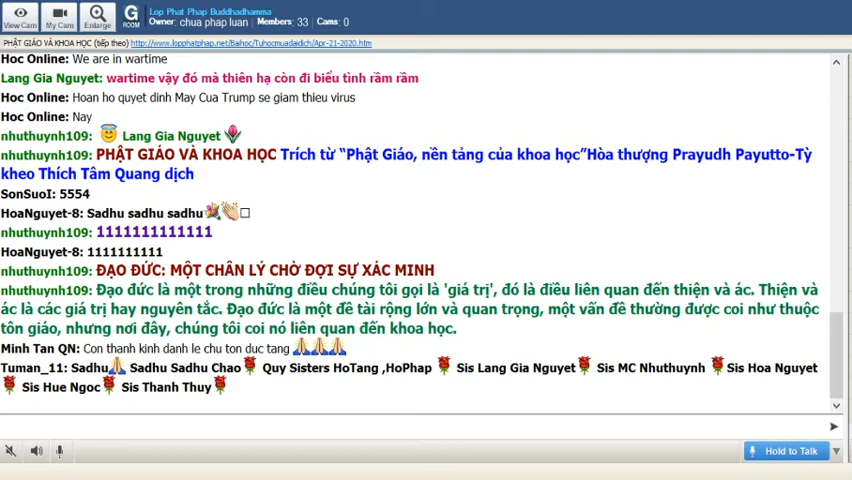 Lop Phat Phap Buddhadhamma
Owner: chua phap luan Members: 33 Cams: 0
View Cam My Cam Enlarge G ROOM
PHẬT GIÁO VÀ KHOA HỌC (tiếp theo) http://www.lopphatphap.net/Baihoc/Tuhocmuadaidich/Apr-21-2020.htm
Hoc Online: We are in wartime
Lang Gia Nguyet: wartime vậy đó mà thiên hạ còn đi biểu tình rầm rầm
Hoc Online: Hoan ho quyet dinh May Cua Trump se giam thieu virus
Hoc Online: Nay
nhuthuynh109: Lang Gia Nguyet
nhuthuynh109: PHẬT GIÁO VÀ KHOA HỌC Trích từ “Phật Giáo, nền tảng của khoa học”Hòa thượng Prayudh Payutto-Tỳ
kheo Thích Tâm Quang dịch
SonSuoI: 5554
HoaNguyet-8: Sadhu sadhu sadhu
nhuthuynh109: 1111111111111
HoaNguyet-8: 1111111111
nhuthuynh109: ĐẠO ĐỨC: MỘT CHÂN LÝ CHỜ ĐỢI SỰ XÁC MINH
nhuthuynh109: Đạo đức là một trong những điều chúng tôi gọi là 'giá trị', đó là điều liên quan đến thiện và ác. Thiện và
ác là các giá trị hay nguyên tắc. Đạo đức là một đề tài rộng lớn và quan trọng, một vấn đề thường được coi như thuộc
tôn giáo, nhưng nơi đây, chúng tôi coi nó liên quan đến khoa học.
Minh Tan QN: Con thanh kinh danh le chu ton duc tang
Tuman_11: Sadhu Sadhu Sadhu Chao Quy Sisters HoTang ,HoPhap Sis Lang Gia Nguyet Sis MC Nhuthuynh Sis Hoa Nguyet
Sis Hue Ngoc Sis Thanh Thuy
Hold to Talk